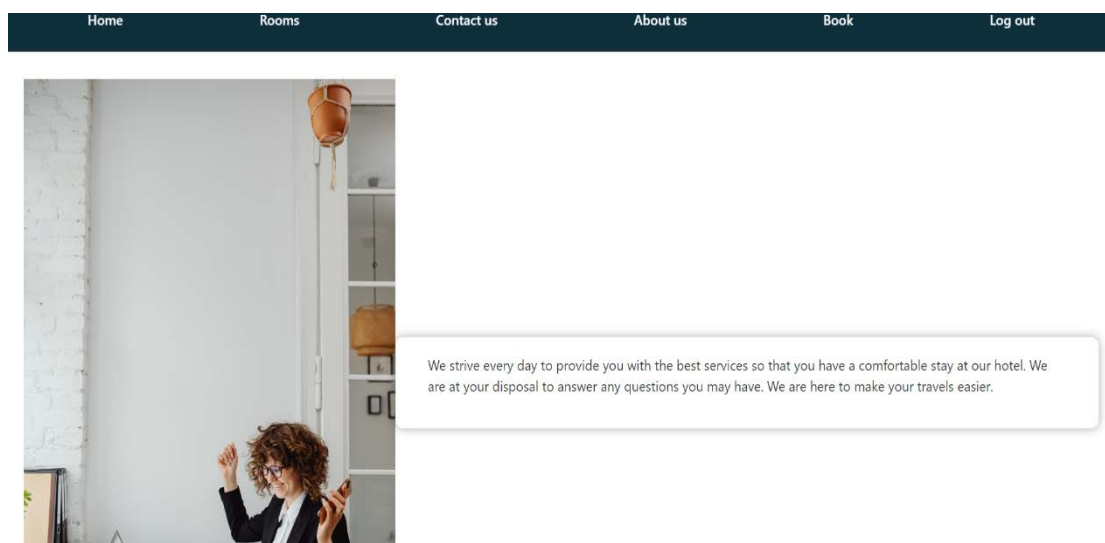 Home Rooms Contact us About us Book Log out
We strive every day to provide you with the best services so that you have a comfortable stay at our hotel. We
are at your disposal to answer any questions you may have. We are here to make your travels easier.